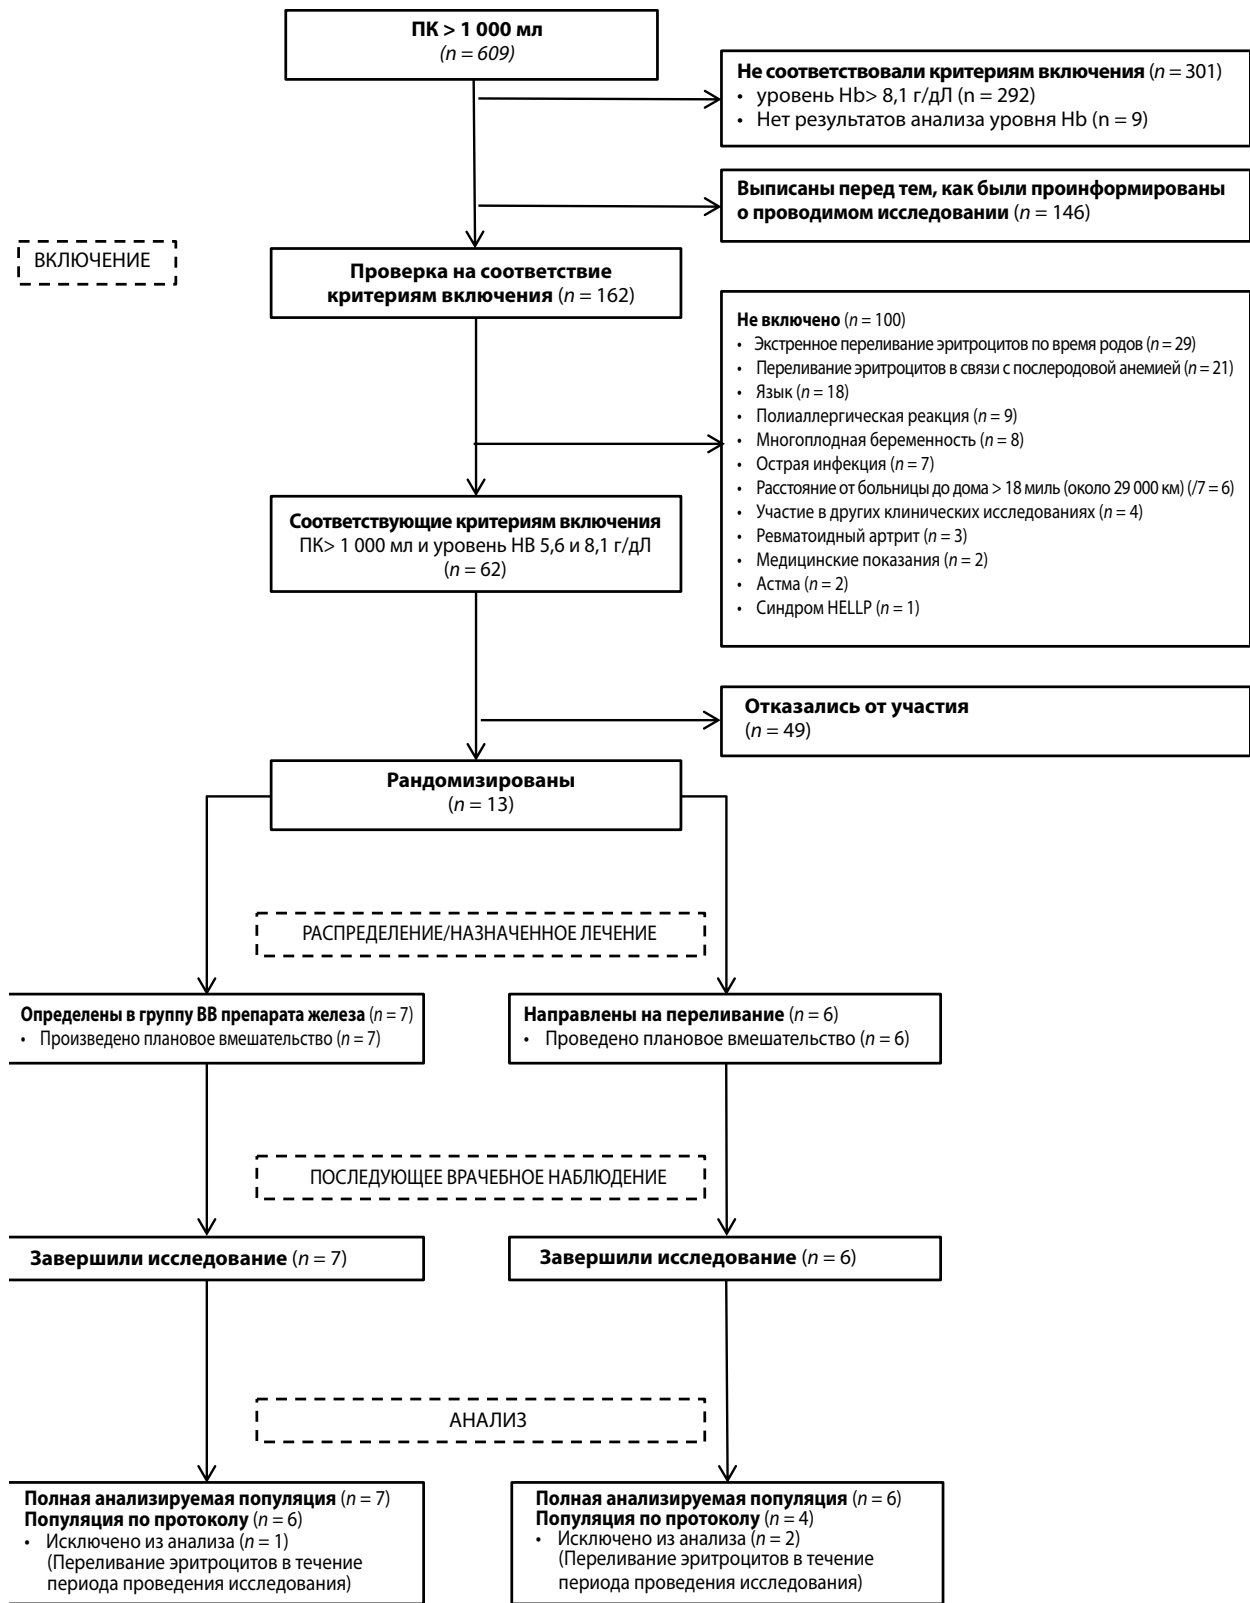 ПК > 1 000 мл
(n = 609)
Не соответствовали критериям включения (n = 301)
• уровень Hb> 8,1 г/дЛ (n = 292)
• Нет результатов анализа уровня Hb (n = 9)
Выписаны перед тем, как были проинформированы
о проводимом исследовании (n = 146)
ВКЛЮЧЕНИЕ
Проверка на соответствие
критериям включения (n = 162)
Не включено (n = 100)
• Экстренное переливание эритроцитов по время родов (n = 29)
• Переливание эритроцитов в связи с послеродовой анемией (n = 21)
• Язык (n = 18)
• Полиаллергическая реакция (n = 9)
• Многоплодная беременность (n = 8)
• Острая инфекция (n = 7)
• Расстояние от больницы до дома > 18 миль (около 29 000 км) (/7 = 6)
• Участие в других клинических исследованиях (n = 4)
• Ревматоидный артрит (n = 3)
• Медицинские показания (n = 2)
• Астма (n = 2)
• Синдром HELLP (n = 1)
Соответствующие критериям включения
ПК> 1 000 мл и уровень НВ 5,6 и 8,1 г/дЛ
(n = 62)
Отказались от участия
(n = 49)
Рандомизированы
(n = 13)
РАСПРЕДЕЛЕНИЕ/НАЗНАЧЕННОЕ ЛЕЧЕНИЕ
Определены в группу ВВ препарата железа (n = 7)
• Произведено плановое вмешательство (n = 7)
Направлены на переливание (n = 6)
• Проведено плановое вмешательство (n = 6)
ПОСЛЕДУЮЩЕЕ ВРАЧЕБНОЕ НАБЛЮДЕНИЕ
Завершили исследование (n = 7)
Завершили исследование (n = 6)
АНАЛИЗ
Полная анализируемая популяция (n = 7)
Популяция по протоколу (n = 6)
• Исключено из анализа (n = 1)
(Переливание эритроцитов в течение
периода проведения исследования)
Полная анализируемая популяция (n = 6)
Популяция по протоколу (n = 4)
• Исключено из анализа (n = 2)
(Переливание эритроцитов в течение
периода проведения исследования)